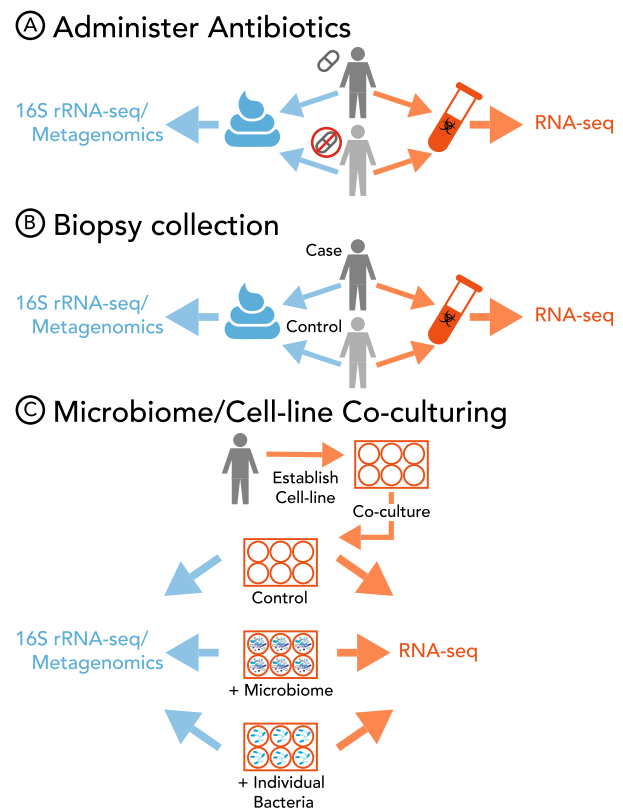 A Administer Antibiotics
16S rRNA-seq/
Metagenomics
RNA-seq
B Biopsy collection
Case
16S rRNA-seq/
Metagenomics
Control
RNA-seq
C Microbiome/Cell-line Co-culturing
Establish
Cell-line
Co-culture
Control
16S rRNA-seq/
Metagenomics
RNA-seq
+ Microbiome
+ Individual
Bacteria